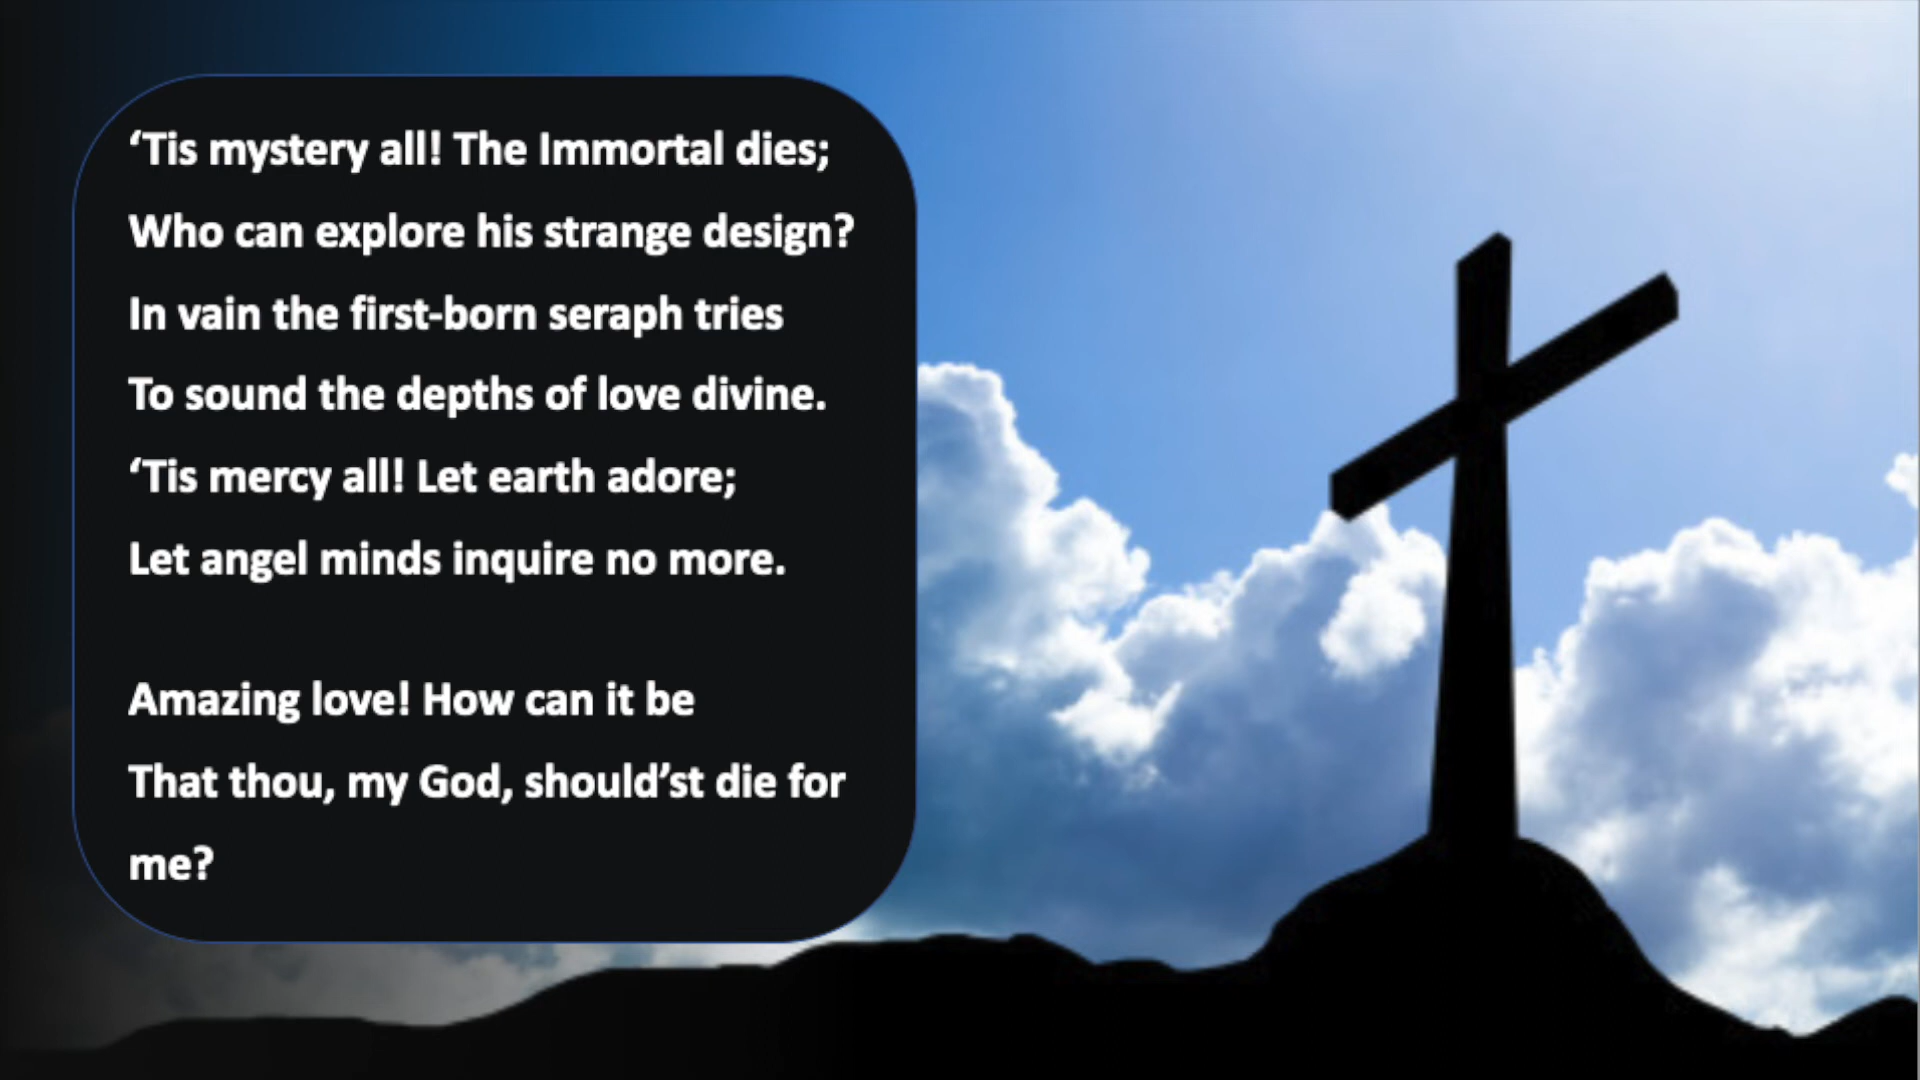 ‘Tis mystery all! The Immortal dies;
Who can explore his strange design?
In vain the first-born seraph tries
To sound the depths of love divine.
‘Tis mercy all! Let earth adore;
Let angel minds inquire no more.
Amazing love! How can it be
That thou, my God, should’st die for
me?